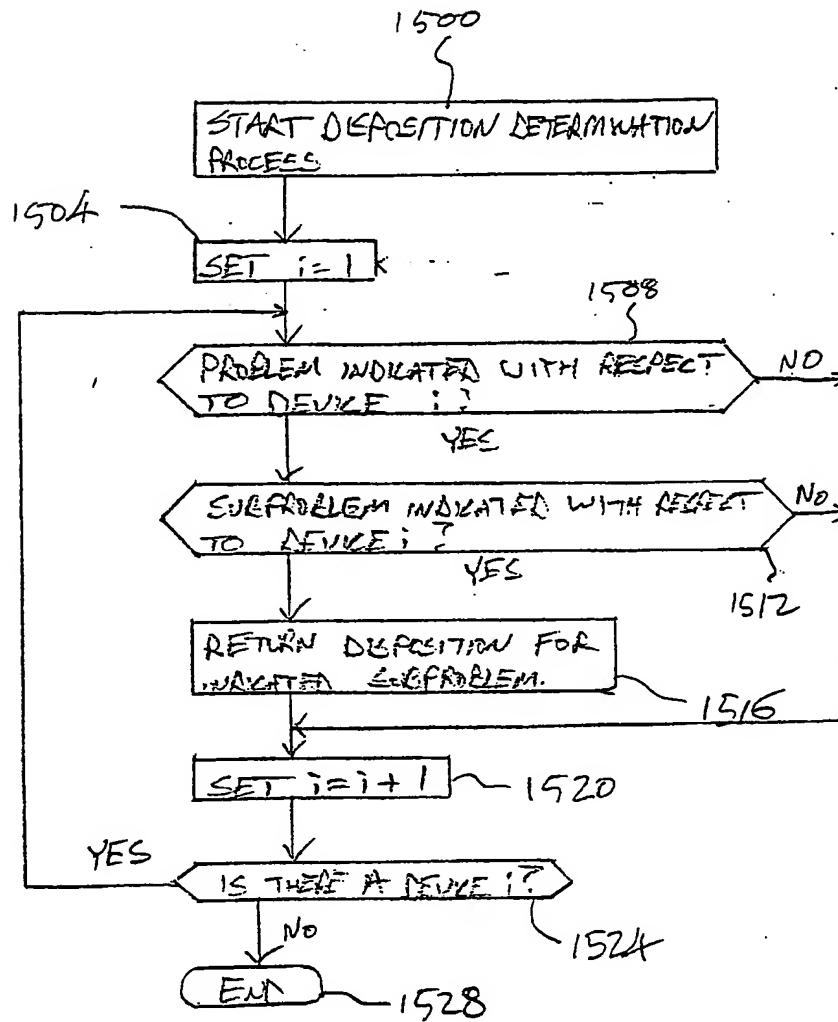 1500
START DISPOSITION DETERMINATION
PROCESS
1504
SET i=1
1508
PROBLEM INDICATED WITH RESPECT
TO DEVICE i?
NO
YES
SUBPROBLEM INDICATED WITH RESPECT
TO DEVICE i?
NO
YES
1512
RETURN DISPOSITION FOR
INDICATED SUBPROBLEM.
1516
SET i=i+1
1520
YES
IS THERE A DEVICE i?
NO
1524
END
1528